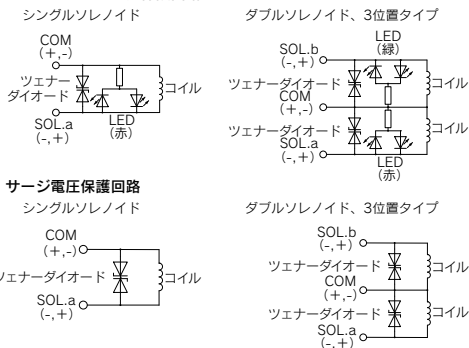 シングルソレノイド
COM
(+,-)
ツェナー
ダイオード
コイル
SOL.a
(-,+)
LED
(赤)
ダブルソレノイド、3位置タイプ
LED
(緑)
SOL.b
(-,+)
ツェナーダイオード
コイル
COM
(+,-)
ツェナーダイオード
コイル
SOL.a
(-,+)
LED
(赤)
サージ電圧保護回路
シングルソレノイド
COM
(+,-)
ツェナーダイオード
コイル
SOL.a
(-,+)
ダブルソレノイド、3位置タイプ
SOL.b
(-,+)
ツェナーダイオード
コイル
COM
(+,-)
ツェナーダイオード
コイル
SOL.a
(-,+)